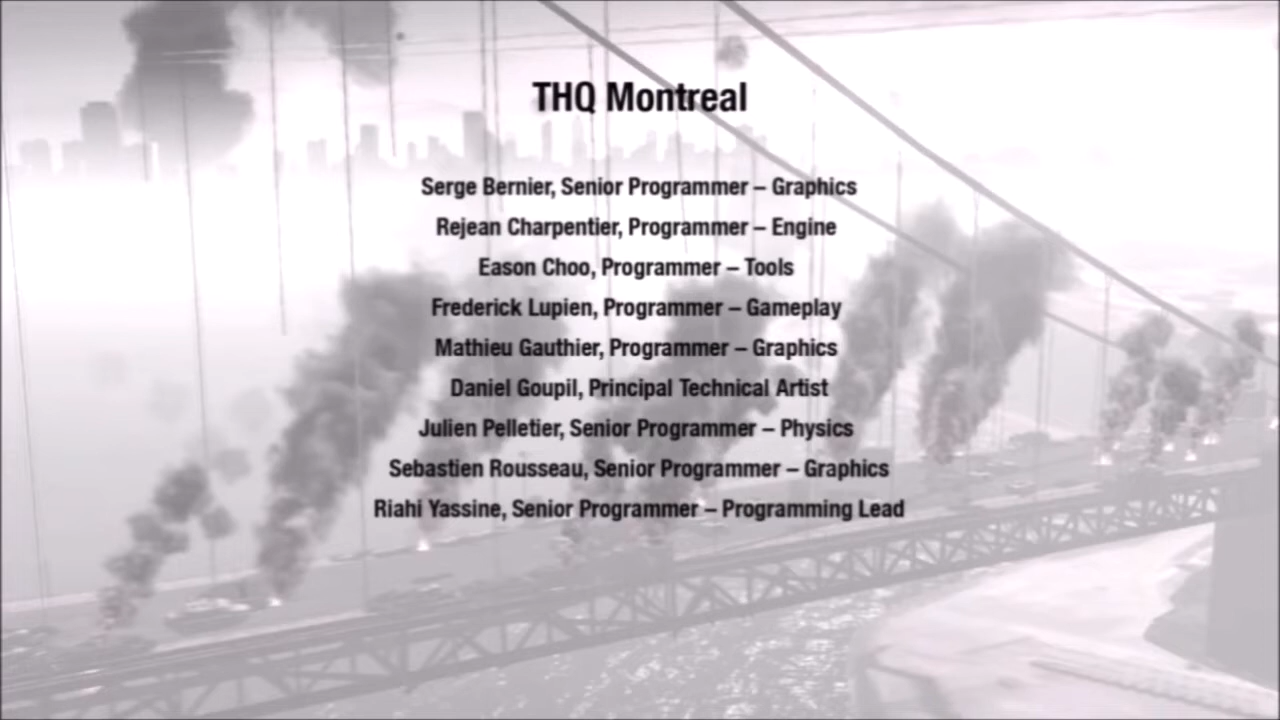 THQ Montreal
Serge Bernier, Senior Programmer – Graphics
Rejean Charpentier, Programmer – Engine
Eason Choo, Programmer – Tools
Frederick Lupien, Programmer – Gameplay
Mathieu Gauthier, Programmer – Graphics
Daniel Goupil, Principal Technical Artist
Julien Pelletier, Senior Programmer – Physics
Sebastien Rousseau, Senior Programmer – Graphics
Riahi Yassine, Senior Programmer – Programming Lead